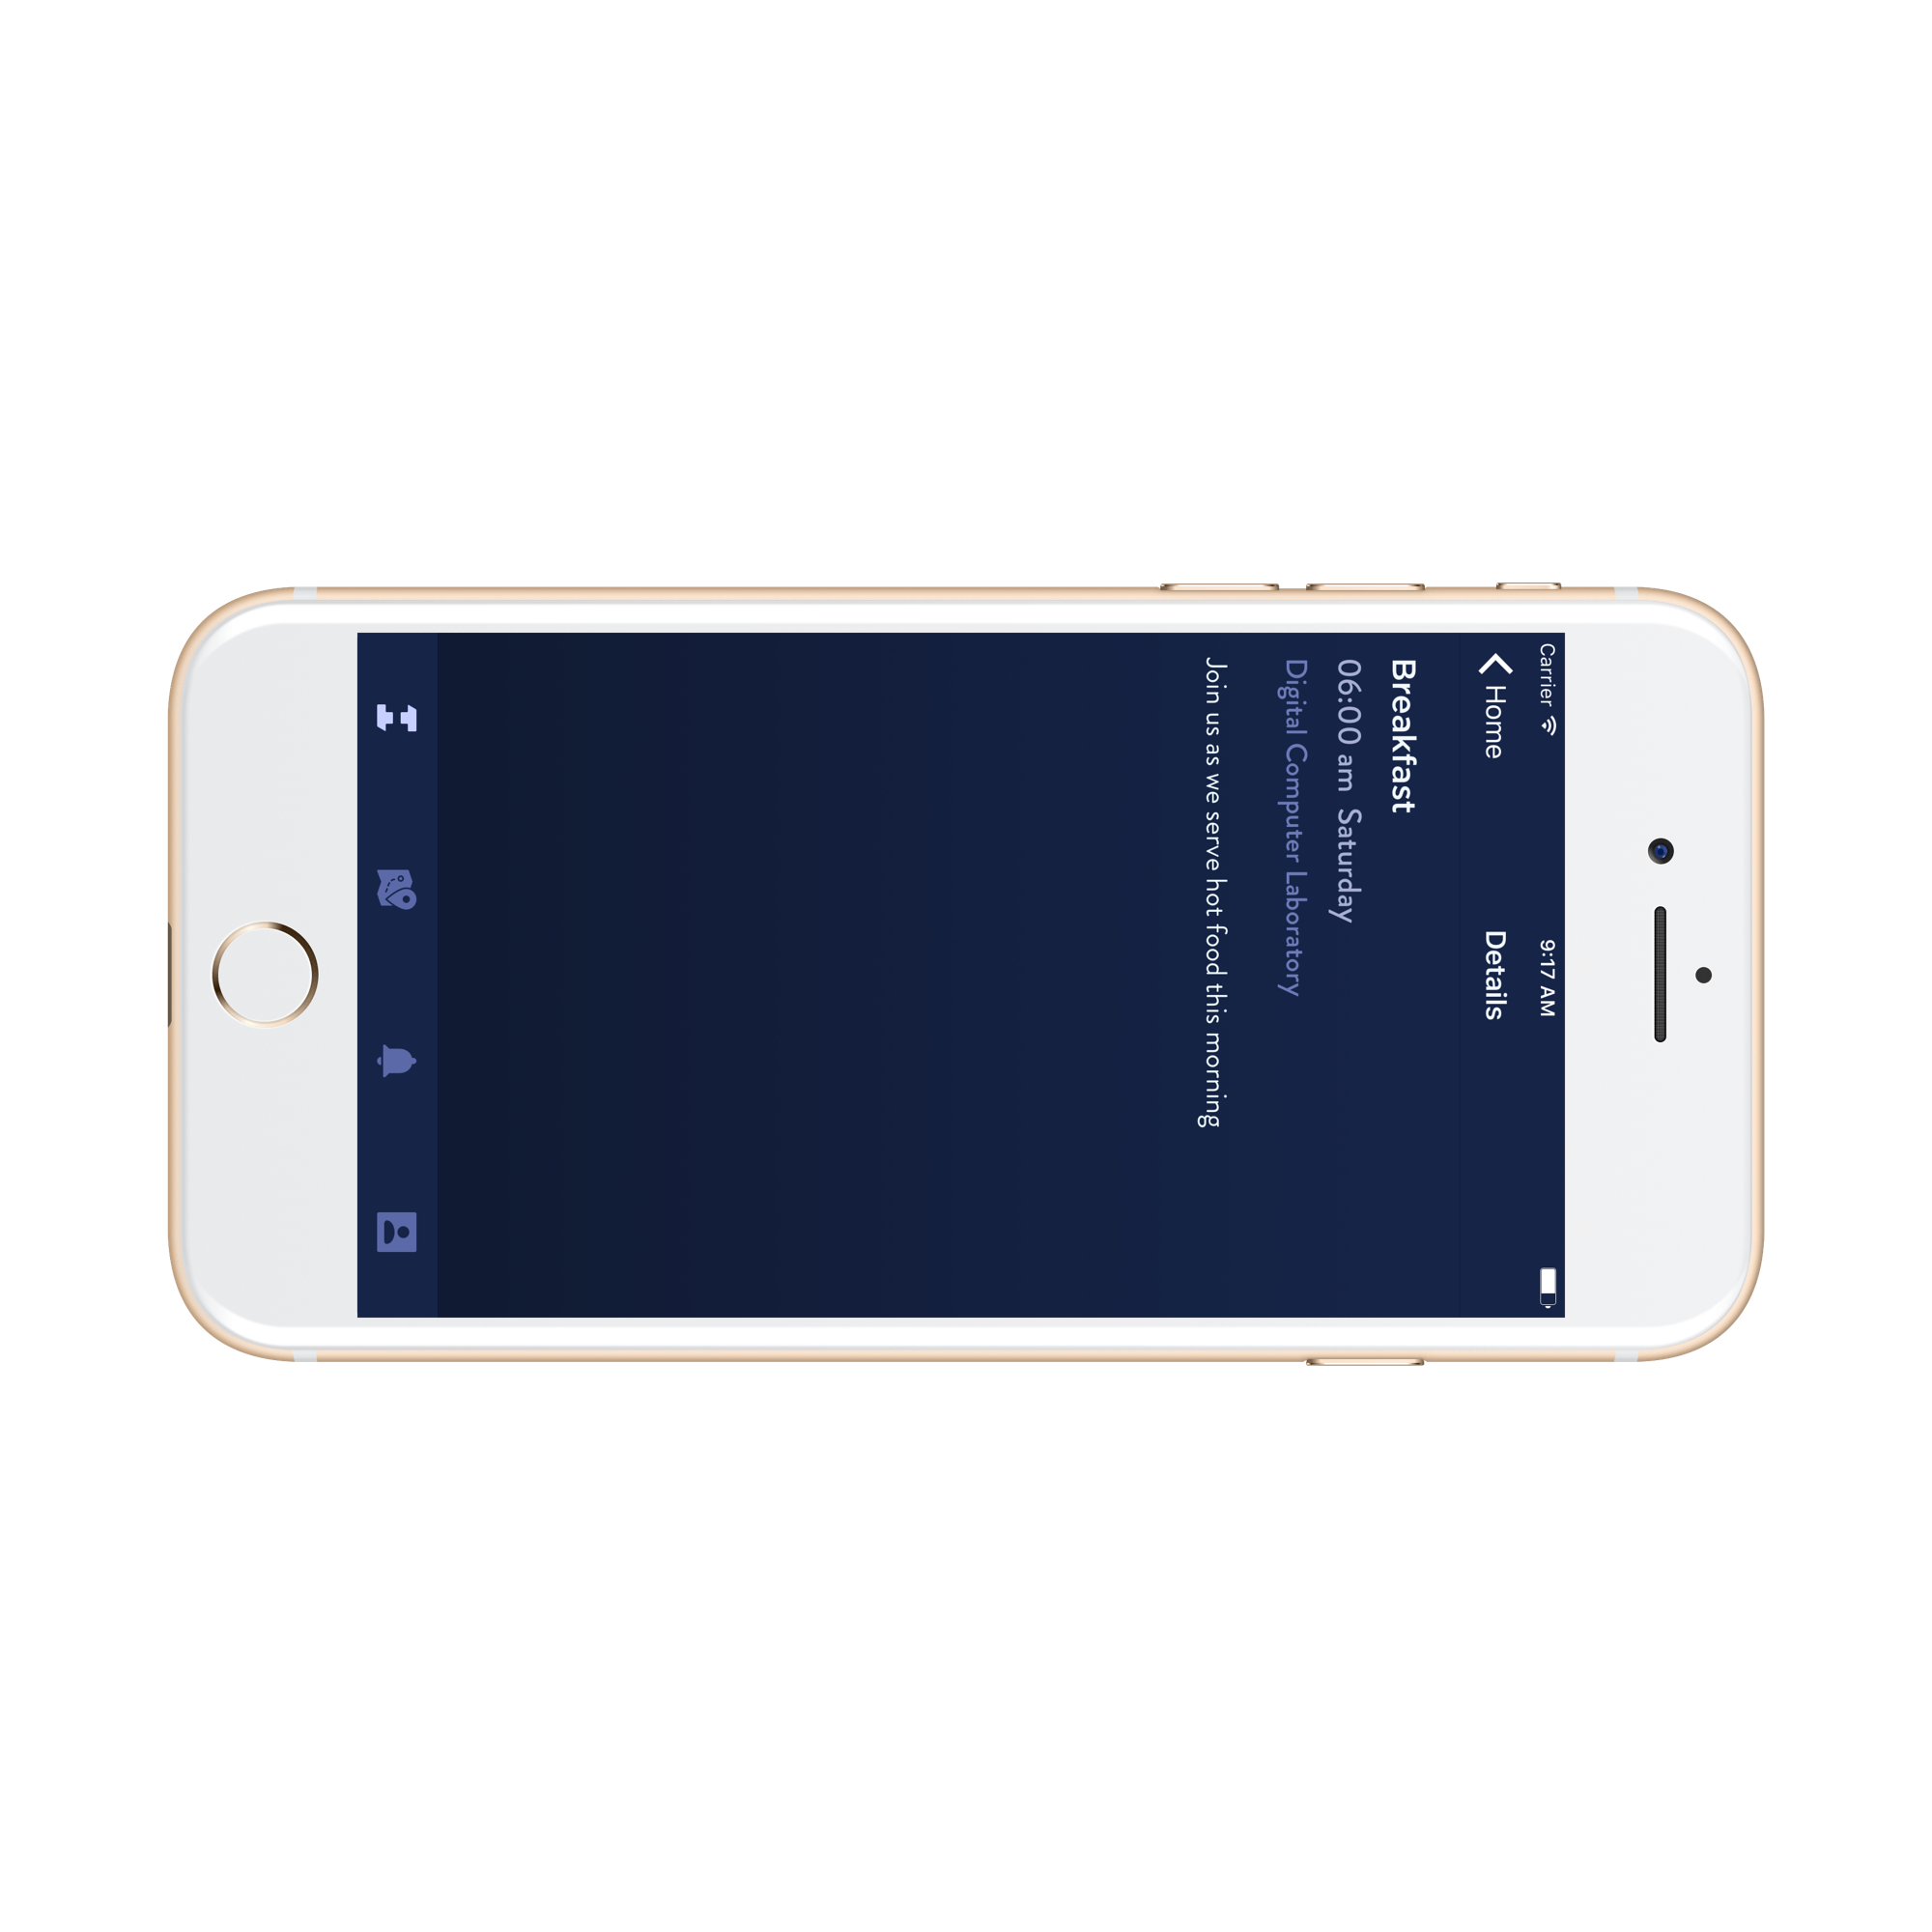 Carrier 9:17 AM
Home Details
Breakfast
06:00 am Saturday
Digital Computer Laboratory
Join us as we serve hot food this morning